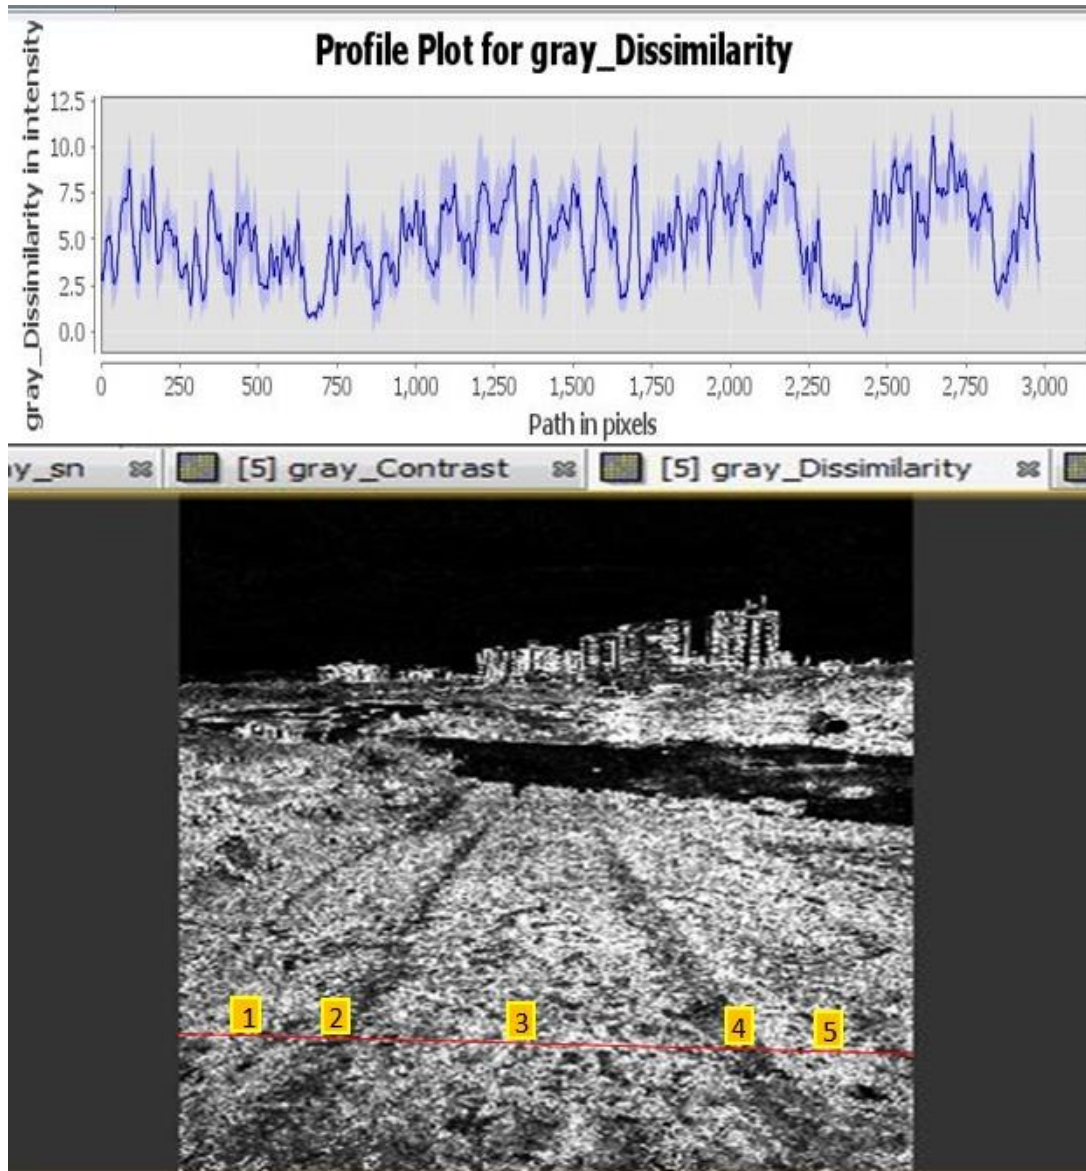 Profile Plot for gray_Dissimilarity
gray_Dissimilarity in intensity
12.5
10.0
7.5
5.0
2.5
0.0
0 250 500 750 1,000 1,250 1,500 1,750 2,000 2,250 2,500 2,750 3,000
Path in pixels
y_sn [5] gray_Contrast [5] gray_Dissimilarity
1 2 3 4 5